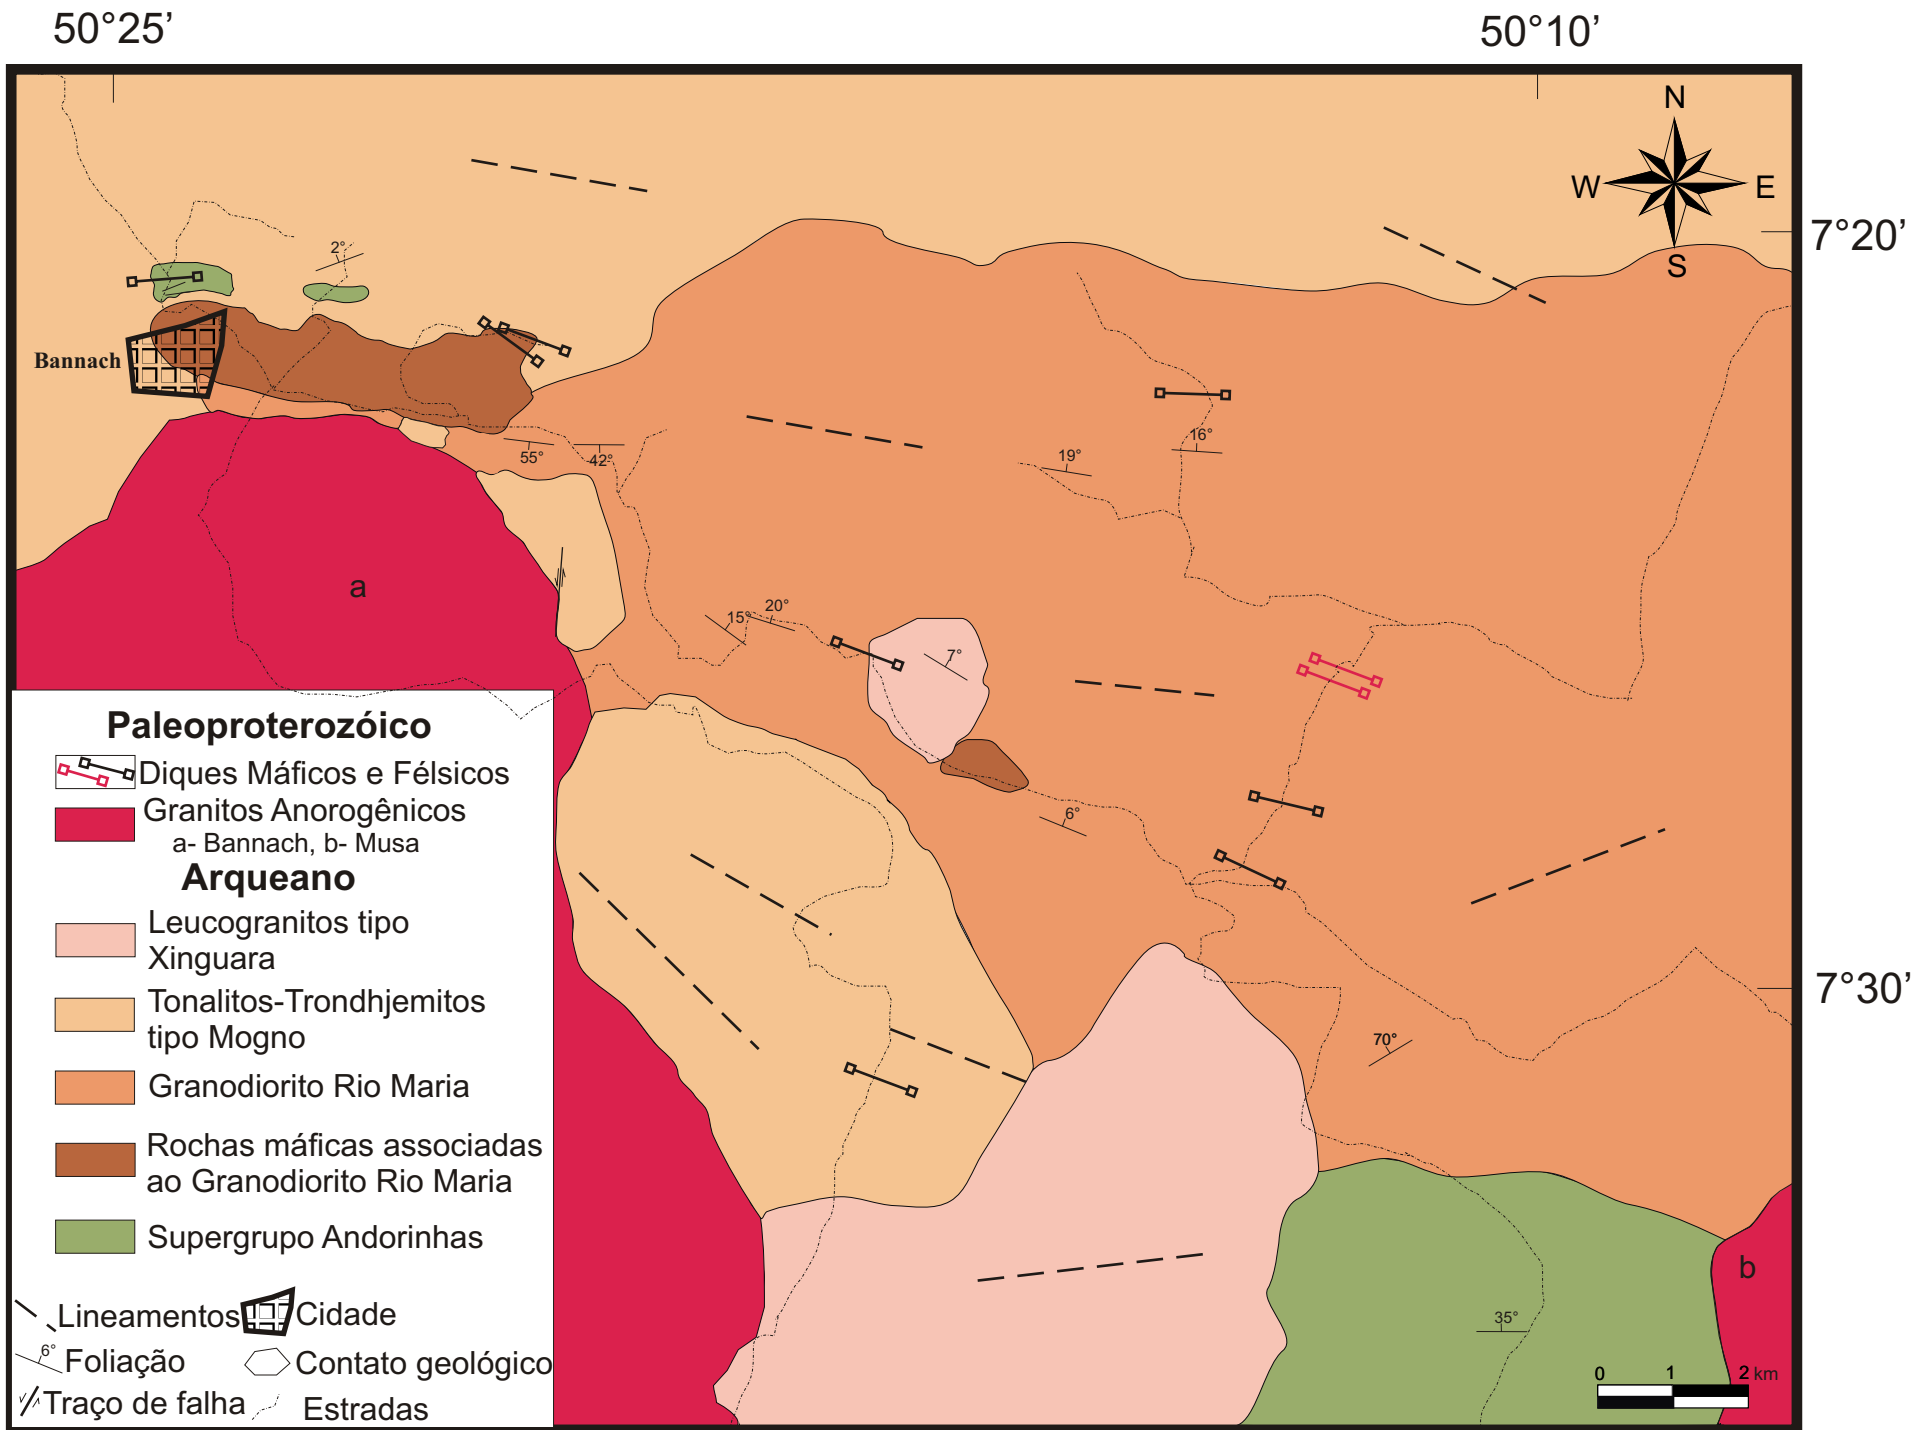 50°25’
50°10’
N
W
E
S
7°20’
2°
Bannach
16°
19°
55°
42°
a
15°
20°
7°
6°
7°30’
70°
b
35°
0 1 2 km
Paleoproterozóico
Diques Máficos e Félsicos
Granitos Anorogênicos
a- Bannach, b- Musa
Arqueano
Leucogranitos tipo
Xinguara
Tonalitos-Trondhjemitos
tipo Mogno
Granodiorito Rio Maria
Rochas máficas associadas
ao Granodiorito Rio Maria
Supergrupo Andorinhas
Lineamentos
Cidade
6°
Foliação
Contato geológico
Traço de falha
Estradas